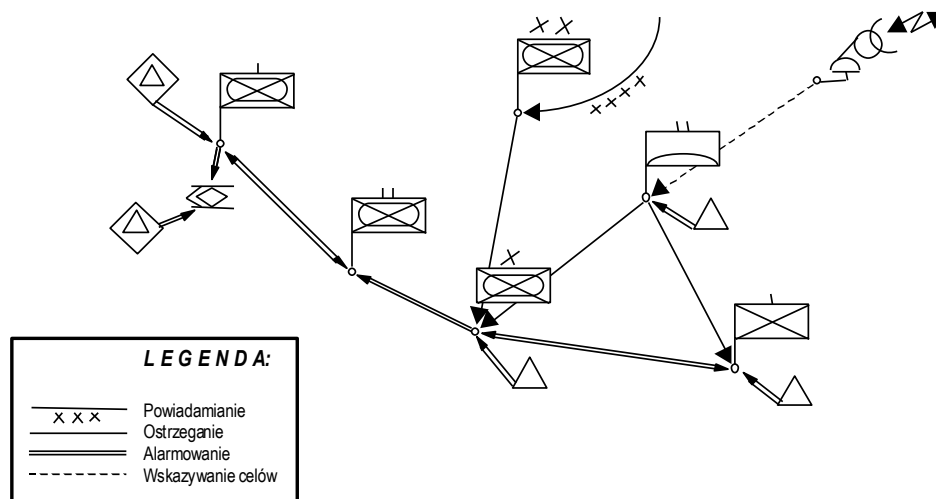 L E G E N D A:
x x x Powiadamianie
Ostrzeganie
Alarmowanie
Wskazywanie celów